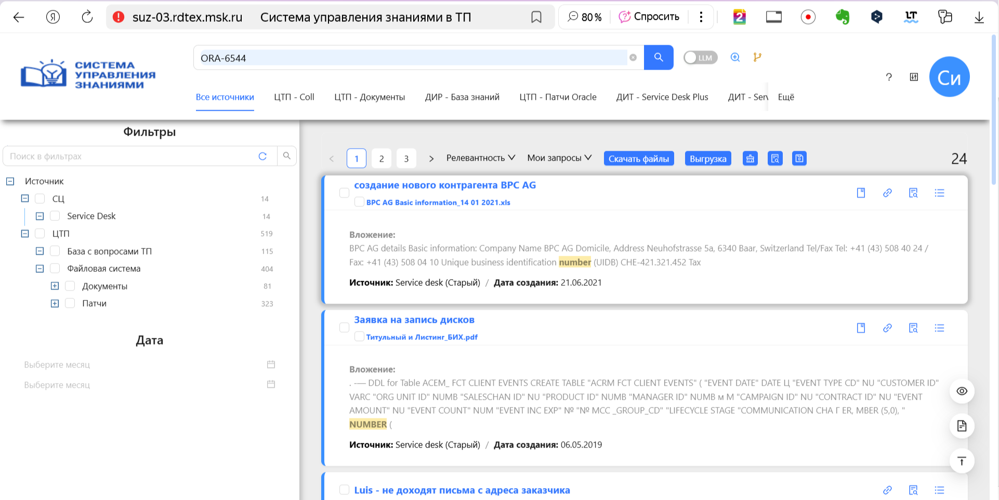 suz-03.rdtex.msk.ru Система управления знаниями в ТП 80 % Спросить 2 LT
СИСТЕМА
УПРАВЛЕНИЯ
ЗНАНИЯМИ
ORA-6544
LLM
? Си
Все источники ЦТП - Coll ЦТП - Документы ДИР - База знаний ЦТП - Патчи Oracle ДИТ - Service Desk Plus ДИТ - Serv Ещё
Фильтры
Поиск в фильтрах
Источник
СЦ 14
Service Desk 14
ЦТП 519
База с вопросами ТП 115
Файловая система 404
Документы 81
Патчи 323
Дата
Выберите месяц
Выберите месяц
1 2 3 Релевантность Мои запросы Скачать файлы Выгрузка 24
создание нового контрагента BPC AG
BPC AG Basic information_14 01 2021.xls
Вложение:
BPC AG details Basic information: Company Name BPC AG Domicile, Address Neuhofstrasse 5a, 6340 Baar, Switzerland Tel/Fax Tel: +41 (43) 508 40 24 /
Fax: +41 (43) 508 04 10 Unique business identification number (UIDB) CHE-421.321.452 Tax
Источник: Service desk (Старый) / Дата создания: 21.06.2021
Заявка на запись дисков
Титульный и Листинг_БИХ.pdf
Вложение:
. -— DDL for Table ACEM_ FCT CLIENT EVENTS CREATE TABLE "ACRM FCT CLIENT EVENTS" ( "EVENT DATE" DATE Ц "EVENT TYPE CD" NU "CUSTOMER ID"
VARC "ORG UNIT ID" NUMB "SALESCHAN ID" NU "PRODUCT ID" NUMB "MANAGER ID" NUMB м M "CAMPAIGN ID" NU "CONTRACT ID" NU "EVENT
AMOUNT" NU "EVENT COUNT" NUM "EVENT INC EXP" № "№ MCC _GROUP_CD" "LIFECYCLE STAGE "COMMUNICATION CHA Г ER, MBER (5,0), "
NUMBER (
Источник: Service desk (Старый) / Дата создания: 06.05.2019
Luis - не доходят письма с адреса заказчика